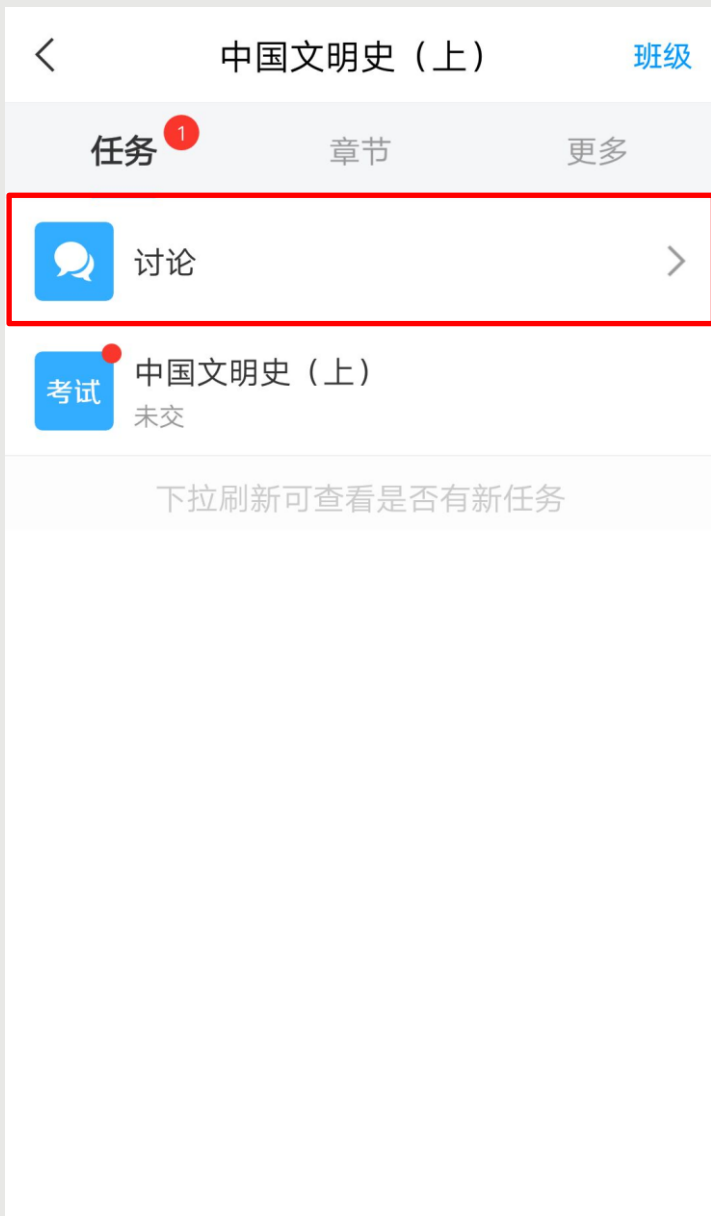 中国文明史（上）
班级
任务
1
章节
更多
讨论
考试
中国文明史（上）
未交
下拉刷新可查看是否有新任务